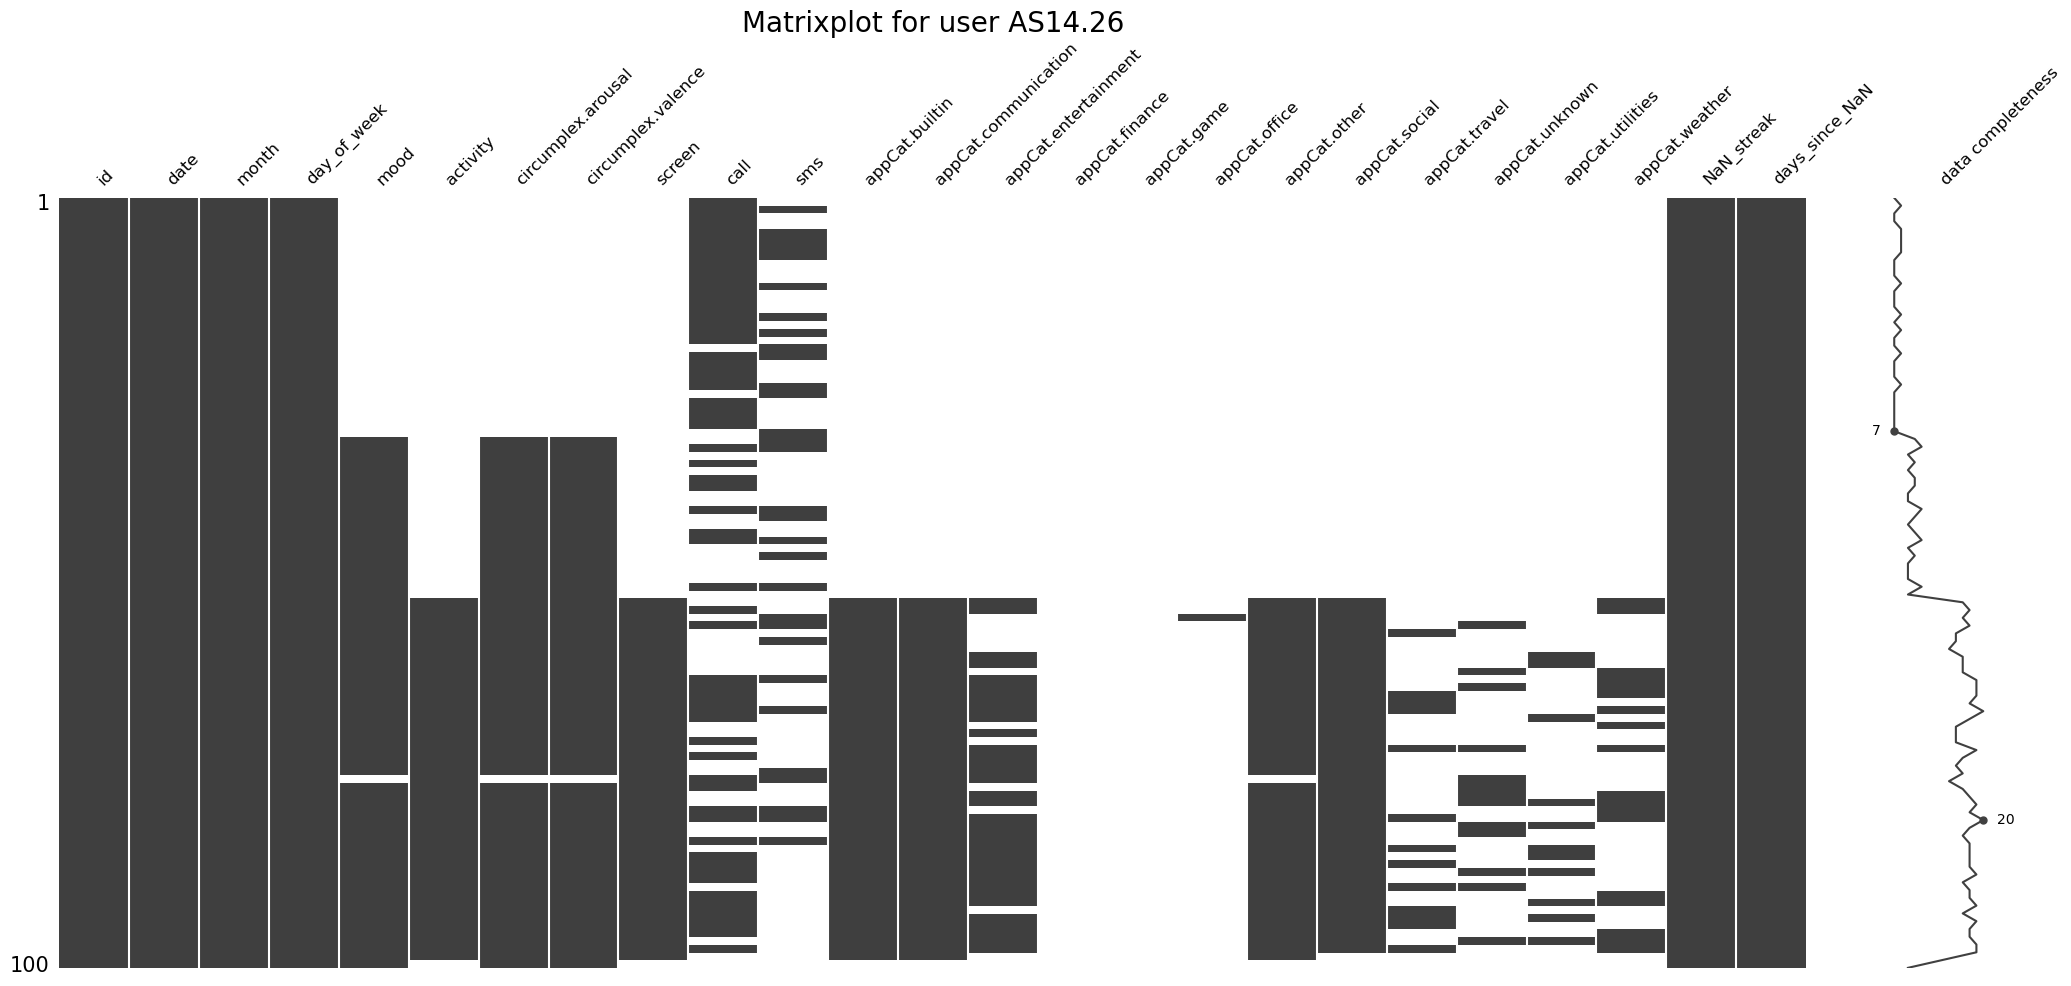 Matrixplot for user AS14.26
id
date
month
day_of_week
mood
activity
circumplex.arousal
circumplex.valence
screen
call
sms
appCat.builtin
appCat.communication
appCat.entertainment
appCat.finance
appCat.game
appCat.office
appCat.other
appCat.social
appCat.travel
appCat.unknown
appCat.utilities
appCat.weather
NaN_streak
days_since_NaN
data completeness
1
7
20
100